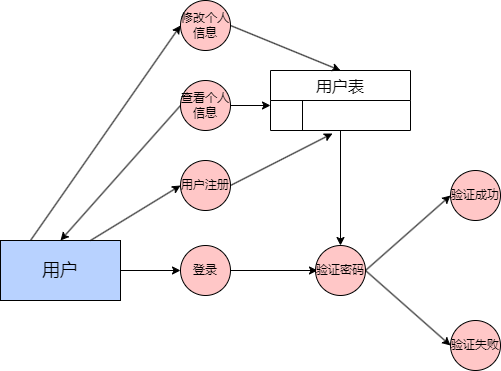 修改个人
信息
用户表
查看个人
信息
用户注册
验证成功
用户
登录
验证密码
验证失败